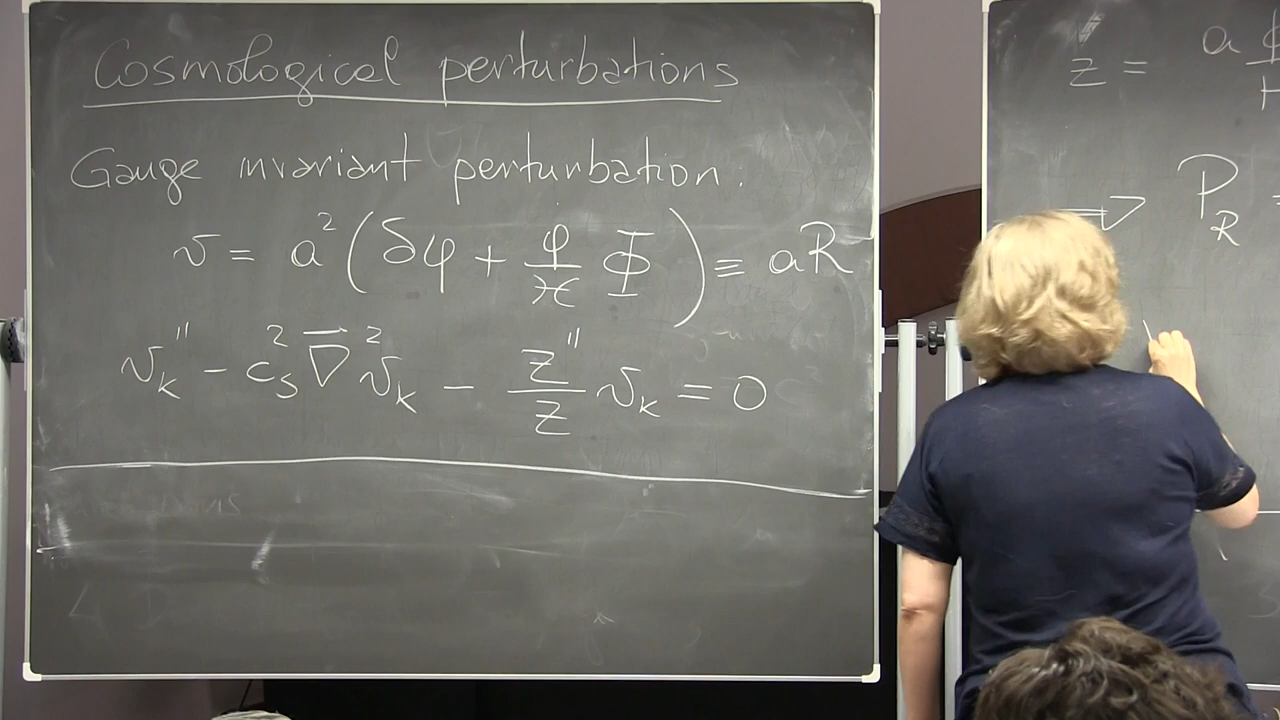 Cosmological perturbations
Gauge invariant perturbation:
v = a² (δφ + φ/ℋ Φ) ≡ aR
v_k'' - c_s² ∇⃗² v_k - z''/z v_k = 0
z = a
⇒ P_R =